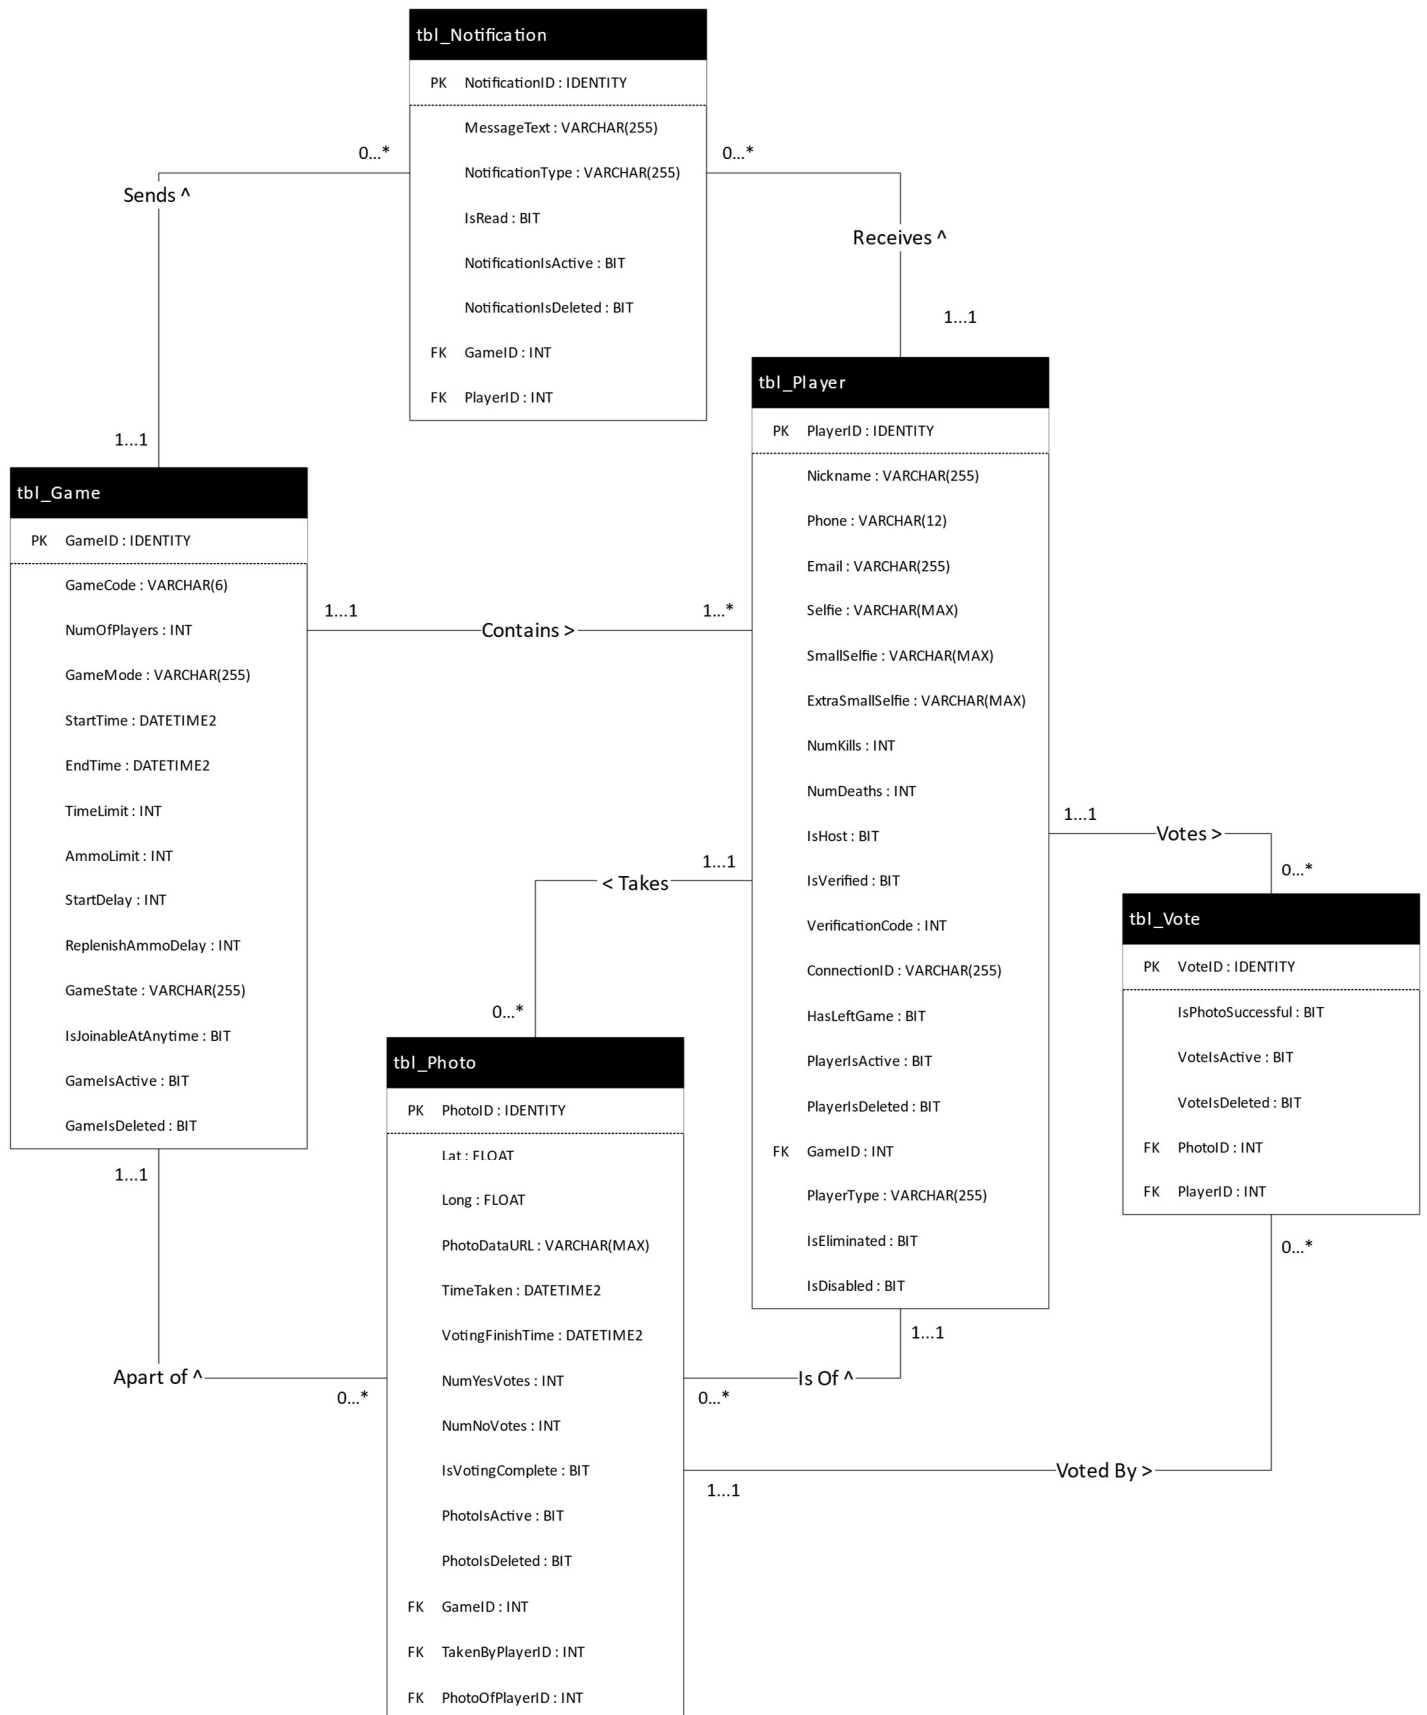 tbl_Notification
PK NotificationID : IDENTITY
MessageText : VARCHAR(255)
NotificationType : VARCHAR(255)
IsRead : BIT
NotificationIsActive : BIT
NotificationIsDeleted : BIT
FK GameID : INT
FK PlayerID : INT
0...*
0...*
Sends ^
Receives ^
1...1
1...1
tbl_Game
PK GameID : IDENTITY
GameCode : VARCHAR(6)
NumOfPlayers : INT
GameMode : VARCHAR(255)
StartTime : DATETIME2
EndTime : DATETIME2
TimeLimit : INT
AmmoLimit : INT
StartDelay : INT
ReplenishAmmoDelay : INT
GameState : VARCHAR(255)
IsJoinableAtAnytime : BIT
GameIsActive : BIT
GameIsDeleted : BIT
1...1
Contains >
1...*
tbl_Player
PK PlayerID : IDENTITY
Nickname : VARCHAR(255)
Phone : VARCHAR(12)
Email : VARCHAR(255)
Selfie : VARCHAR(MAX)
SmallSelfie : VARCHAR(MAX)
ExtraSmallSelfie : VARCHAR(MAX)
NumKills : INT
NumDeaths : INT
IsHost : BIT
IsVerified : BIT
VerificationCode : INT
ConnectionID : VARCHAR(255)
HasLeftGame : BIT
PlayerIsActive : BIT
PlayerIsDeleted : BIT
FK GameID : INT
PlayerType : VARCHAR(255)
IsEliminated : BIT
IsDisabled : BIT
1...1
Votes >
0...*
1...1
< Takes
0...*
tbl_Vote
PK VoteID : IDENTITY
IsPhotoSuccessful : BIT
VoteIsActive : BIT
VoteIsDeleted : BIT
FK PhotoID : INT
FK PlayerID : INT
tbl_Photo
PK PhotoID : IDENTITY
Lat : FLOAT
Long : FLOAT
PhotoDataURL : VARCHAR(MAX)
TimeTaken : DATETIME2
VotingFinishTime : DATETIME2
NumYesVotes : INT
NumNoVotes : INT
IsVotingComplete : BIT
PhotoIsActive : BIT
PhotoIsDeleted : BIT
FK GameID : INT
FK TakenByPlayerID : INT
FK PhotoOfPlayerID : INT
1...1
Apart of ^
0...*
1...1
Is Of ^
0...*
0...*
Voted By >
1...1